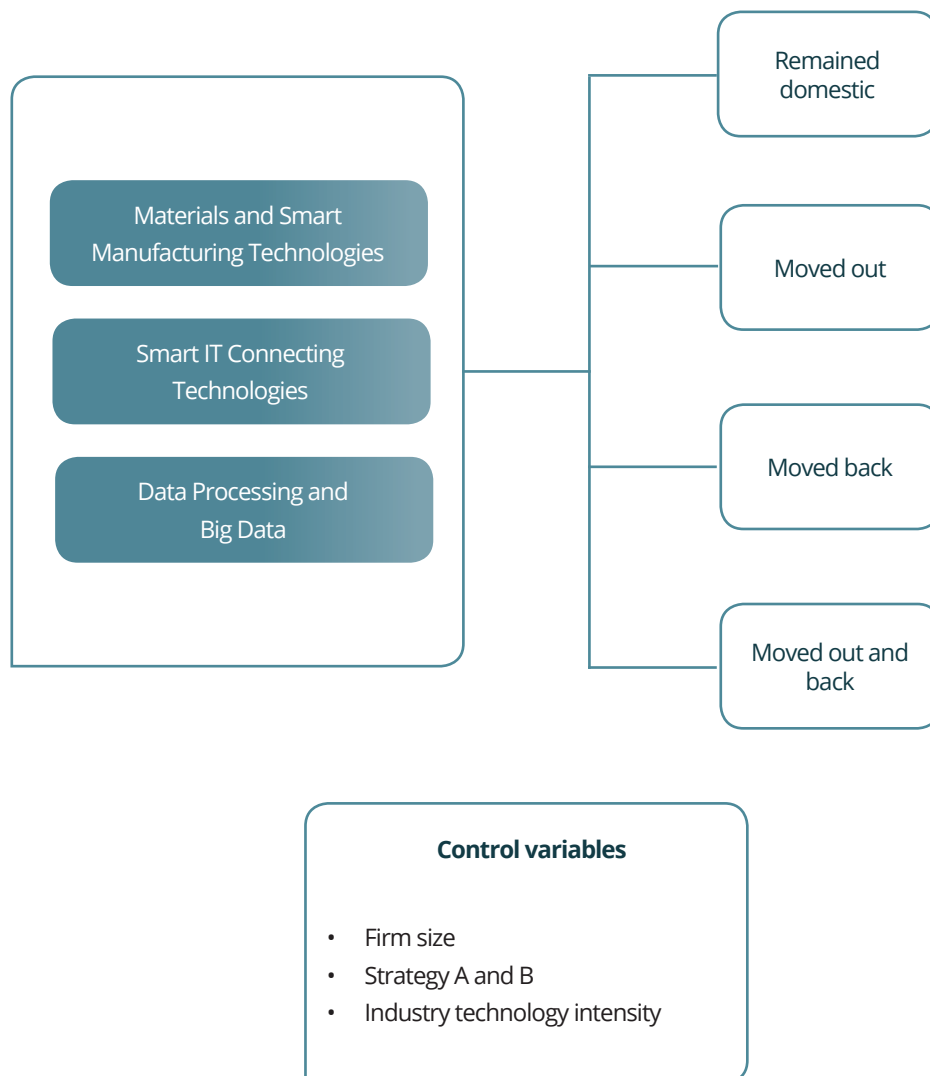 Materials and Smart
Manufacturing Technologies
Smart IT Connecting
Technologies
Data Processing and
Big Data
Remained
domestic
Moved out
Moved back
Moved out and
back
Control variables
• Firm size
• Strategy A and B
• Industry technology intensity